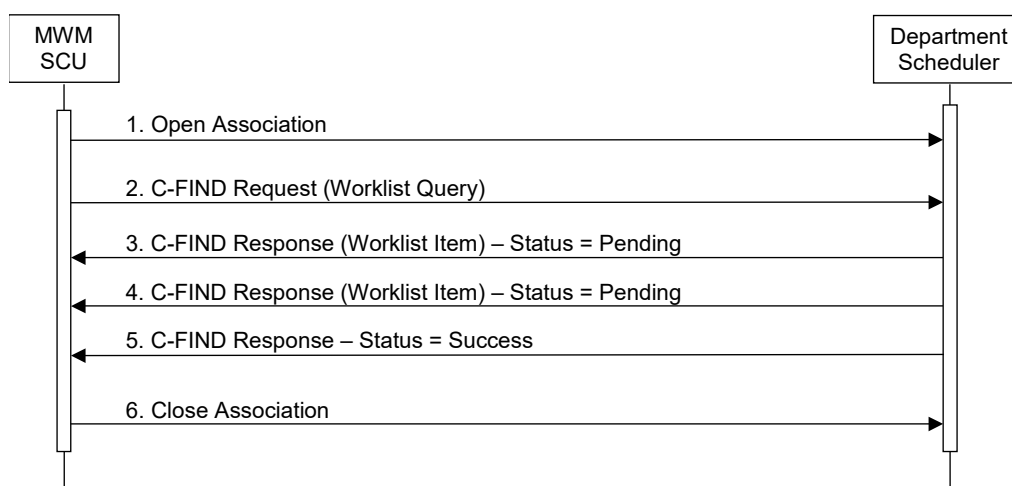 MWM
SCU
Department
Scheduler
1. Open Association
2. C-FIND Request (Worklist Query)
3. C-FIND Response (Worklist Item) – Status = Pending
4. C-FIND Response (Worklist Item) – Status = Pending
5. C-FIND Response – Status = Success
6. Close Association